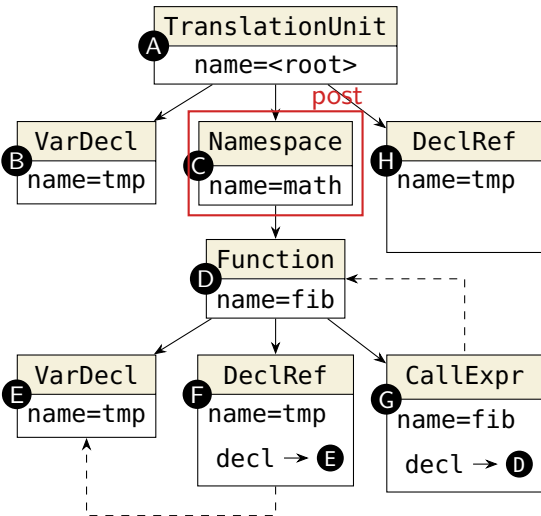 TranslationUnit
A
name=<root>
post
VarDecl
B
name=tmp
Namespace
C
name=math
DeclRef
H
name=tmp
Function
D
name=fib
VarDecl
E
name=tmp
DeclRef
F
name=tmp
decl → E
CallExpr
G
name=fib
decl → D